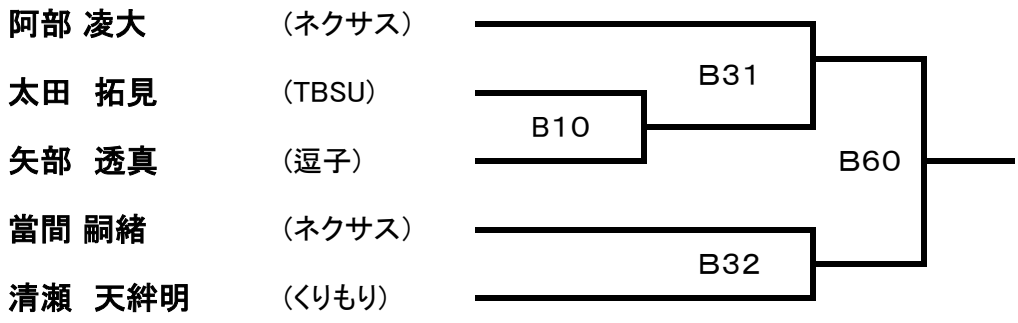 阿部 凌大 (ネクサス)
太田 拓見 (TBSU)
B31
B10
矢部 透真 (逗子)
B60
當間 嗣緒 (ネクサス)
B32
清瀬 天絆明 (くりもり)